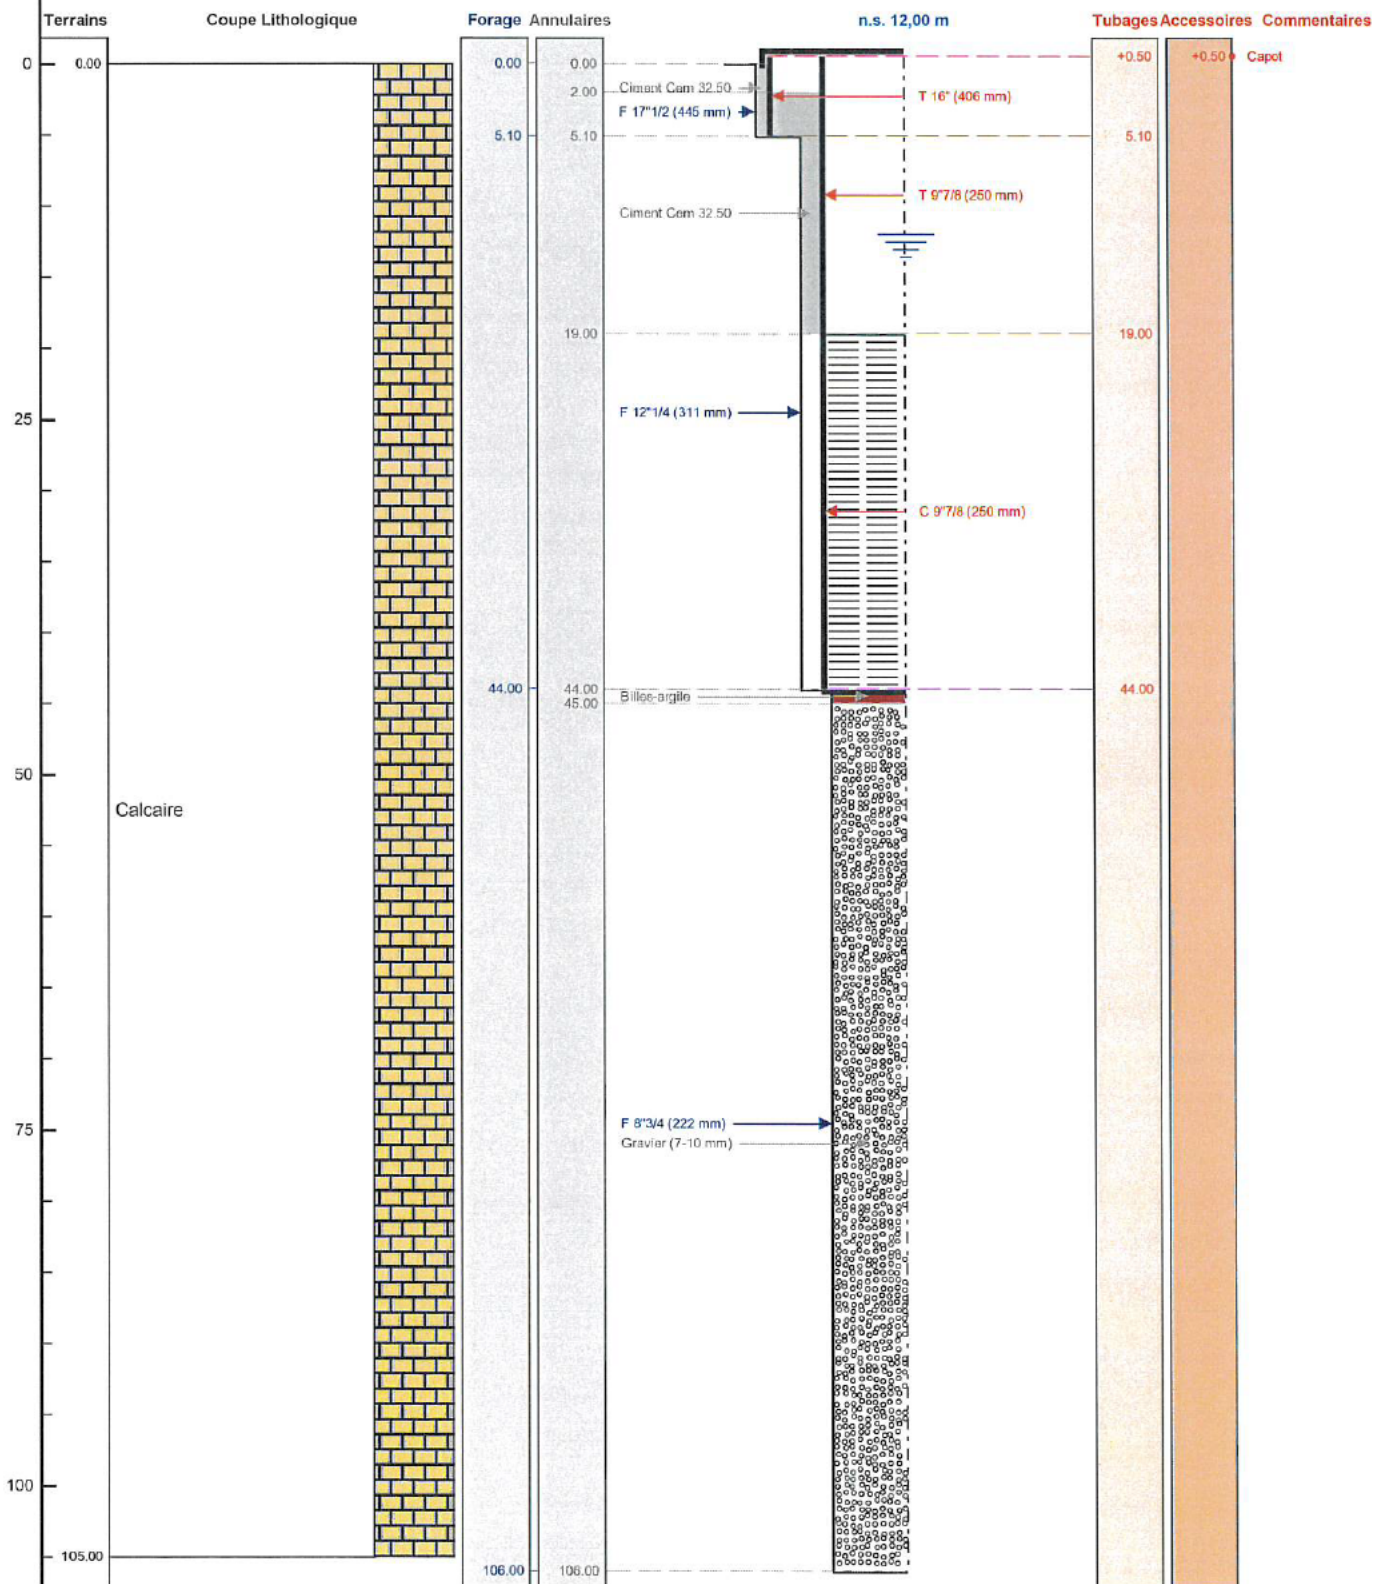 Terrains Coupe Lithologique Forage Annulaires n.s. 12,00 m Tubages Accessoires Commentaires
0 0.00 0.00 0.00 +0.50 +0.50 Capot
Ciment Cem 32.50
2.00 T 16" (406 mm)
F 17"1/2 (445 mm)
5.10 5.10 5.10
T 9"7/8 (250 mm)
Ciment Cem 32.50
19.00 19.00
25 F 12"1/4 (311 mm)
C 9"7/8 (250 mm)
44.00 44.00 44.00
Billes-argile
45.00
50
Calcaire
75 F 8"3/4 (222 mm)
Gravier (7-10 mm)
100
105.00
106.00 106.00